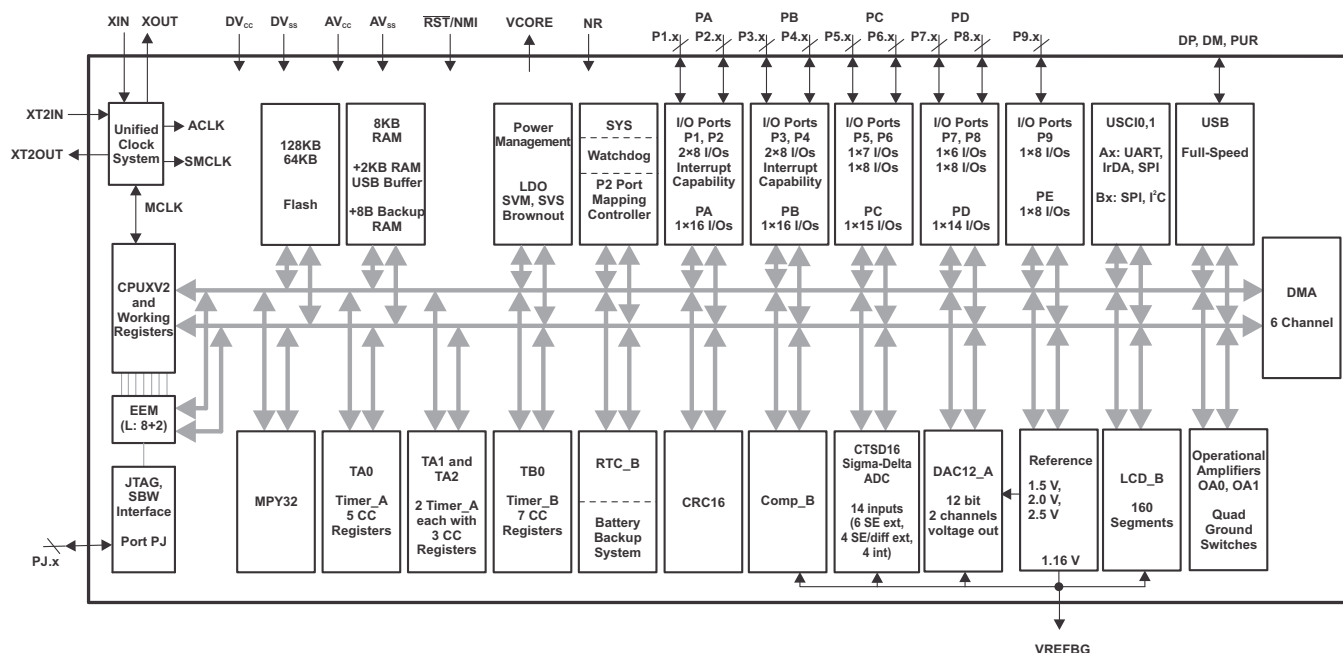 XIN XOUT DVCC DVSS AVCC AVSS RST/NMI VCORE NR PA PB PC PD
P1.x P2.x P3.x P4.x P5.x P6.x P7.x P8.x P9.x DP, DM, PUR
XT2IN
XT2OUT
Unified
Clock
System
ACLK
SMCLK
MCLK
128KB
64KB
Flash
8KB
RAM
+2KB RAM
USB Buffer
+8B Backup
RAM
Power
Management
LDO
SVM, SVS
Brownout
SYS
Watchdog
P2 Port
Mapping
Controller
I/O Ports
P1, P2
2×8 I/Os
Interrupt
Capability
PA
1×16 I/Os
I/O Ports
P3, P4
2×8 I/Os
Interrupt
Capability
PB
1×16 I/Os
I/O Ports
P5, P6
1×7 I/Os
1×8 I/Os
PC
1×15 I/Os
I/O Ports
P7, P8
1×6 I/Os
1×8 I/Os
PD
1×14 I/Os
I/O Ports
P9
1×8 I/Os
PE
1×8 I/Os
USCI0,1
Ax: UART,
IrDA, SPI
Bx: SPI, I²C
USB
Full-Speed
CPUXV2
and
Working
Registers
DMA
6 Channel
EEM
(L: 8+2)
JTAG,
SBW
Interface
Port PJ
PJ.x
MPY32
TA0
Timer_A
5 CC
Registers
TA1 and
TA2
2 Timer_A
each with
3 CC
Registers
TB0
Timer_B
7 CC
Registers
RTC_B
Battery
Backup
System
CRC16
Comp_B
CTSD16
Sigma-Delta
ADC
14 inputs
(6 SE ext,
4 SE/diff ext,
4 int)
DAC12_A
12 bit
2 channels
voltage out
Reference
1.5 V,
2.0 V,
2.5 V
1.16 V
LCD_B
160
Segments
Operational
Amplifiers
OA0, OA1
Quad
Ground
Switches
VREFBG